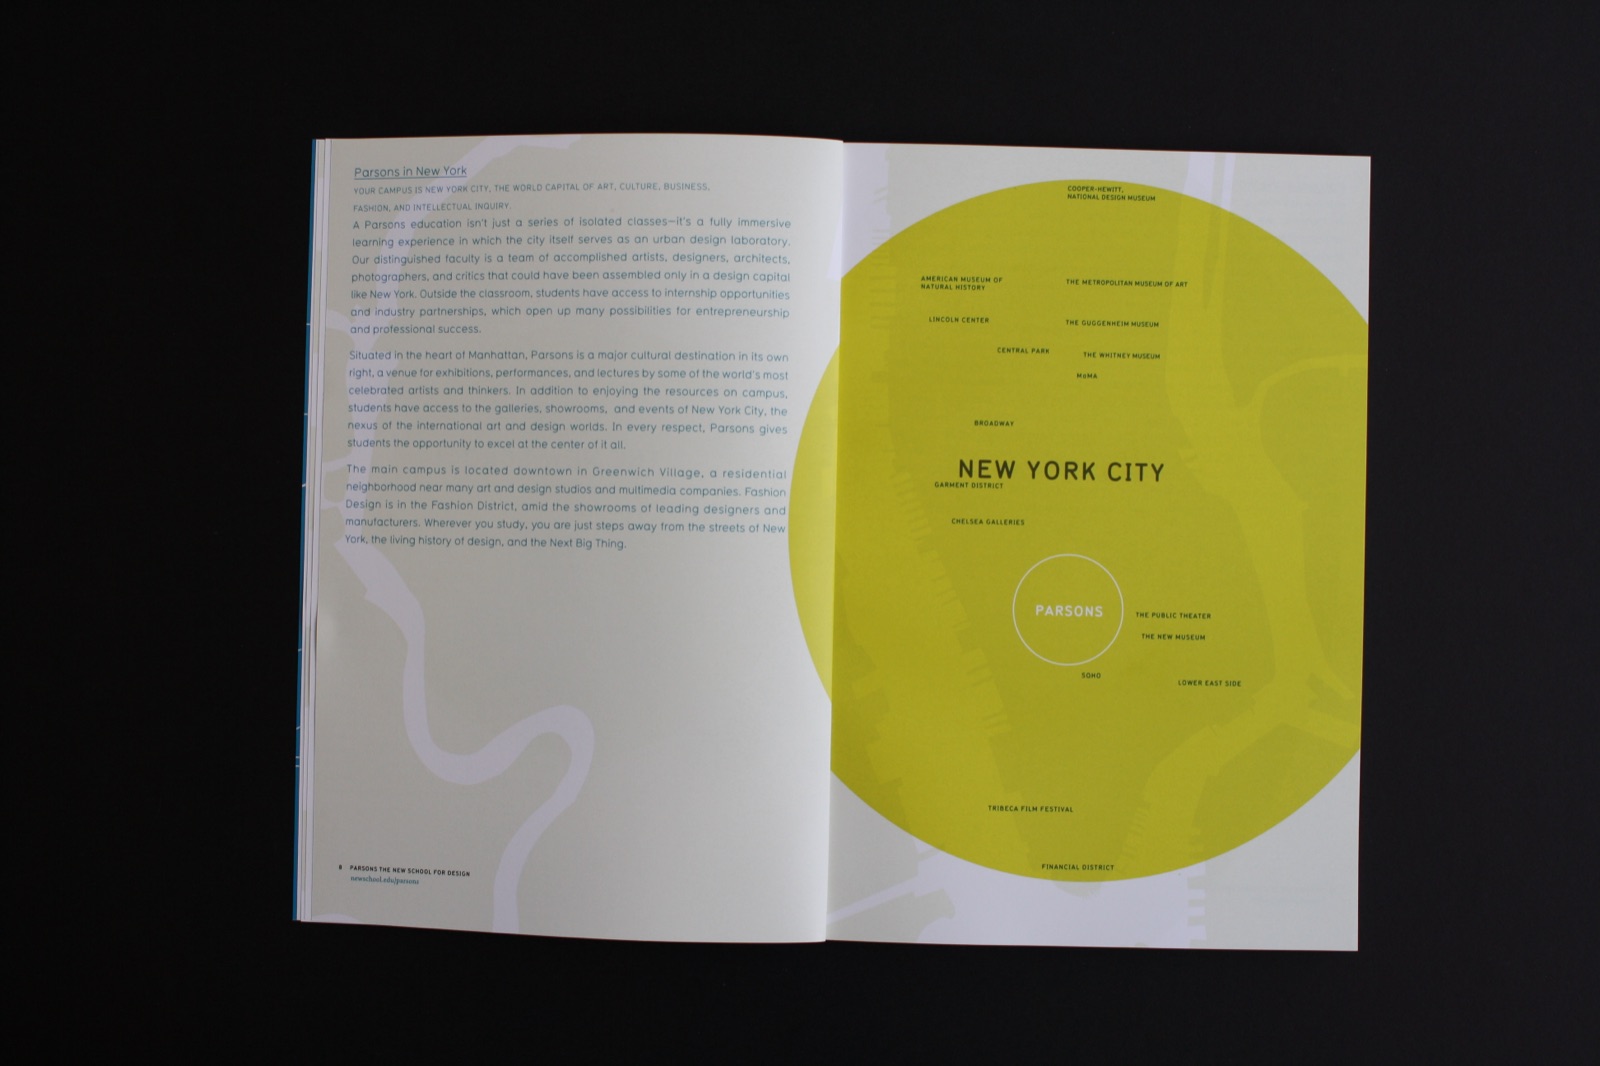 Parsons in New York
YOUR CAMPUS IS NEW YORK CITY, THE WORLD CAPITAL OF ART, CULTURE, BUSINESS,
FASHION, AND INTELLECTUAL INQUIRY.
A Parsons education isn't just a series of isolated classes—it's a fully immersive
learning experience in which the city itself serves as an urban design laboratory.
Our distinguished faculty is a team of accomplished artists, designers, architects,
photographers, and critics that could have been assembled only in a design capital
like New York. Outside the classroom, students have access to internship opportunities
and industry partnerships, which open up many possibilities for entrepreneurship
and professional success.
Situated in the heart of Manhattan, Parsons is a major cultural destination in its own
right, a venue for exhibitions, performances, and lectures by some of the world's most
celebrated artists and thinkers. In addition to enjoying the resources on campus,
students have access to the galleries, showrooms, and events of New York City, the
nexus of the international art and design worlds. In every respect, Parsons gives
students the opportunity to excel at the center of it all.
The main campus is located downtown in Greenwich Village, a residential
neighborhood near many art and design studios and multimedia companies. Fashion
Design is in the Fashion District, amid the showrooms of leading designers and
manufacturers. Wherever you study, you are just steps away from the streets of New
York, the living history of design, and the Next Big Thing.
8 PARSONS THE NEW SCHOOL FOR DESIGN
newschool.edu/parsons
COOPER-HEWITT,
NATIONAL DESIGN MUSEUM
AMERICAN MUSEUM OF
NATURAL HISTORY
THE METROPOLITAN MUSEUM OF ART
LINCOLN CENTER
THE GUGGENHEIM MUSEUM
CENTRAL PARK
THE WHITNEY MUSEUM
MoMA
BROADWAY
NEW YORK CITY
GARMENT DISTRICT
CHELSEA GALLERIES
PARSONS
THE PUBLIC THEATER
THE NEW MUSEUM
SOHO
LOWER EAST SIDE
TRIBECA FILM FESTIVAL
FINANCIAL DISTRICT